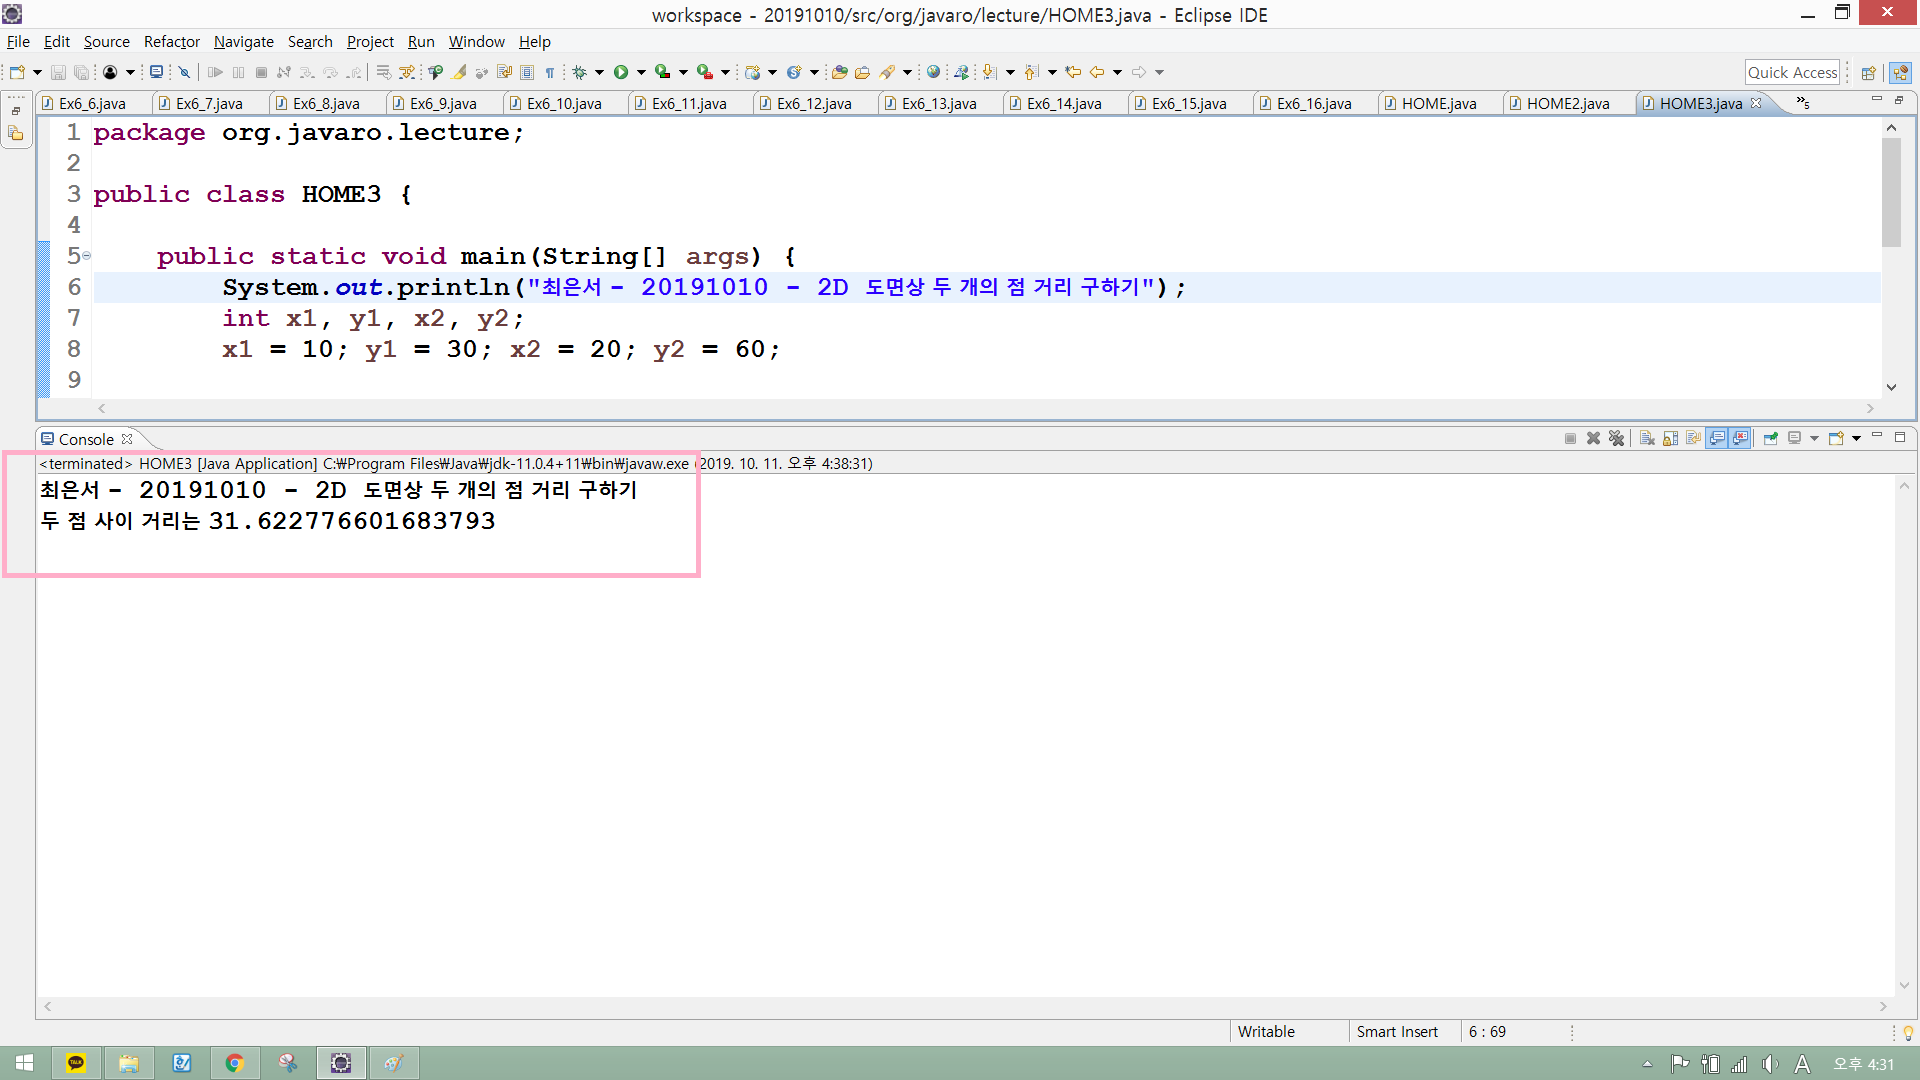 workspace - 20191010/src/org/javaro/lecture/HOME3.java - Eclipse IDE
File Edit Source Refactor Navigate Search Project Run Window Help
Quick Access
Ex6_6.java Ex6_7.java Ex6_8.java Ex6_9.java Ex6_10.java Ex6_11.java Ex6_12.java Ex6_13.java Ex6_14.java Ex6_15.java Ex6_16.java HOME.java HOME2.java HOME3.java »5
1 package org.javaro.lecture;
2
3 public class HOME3 {
4
5 public static void main(String[] args) {
6 System.out.println("최은서 - 20191010 - 2D 도면상 두 개의 점 거리 구하기");
7 int x1, y1, x2, y2;
8 x1 = 10; y1 = 30; x2 = 20; y2 = 60;
9
Console
<terminated> HOME3 [Java Application] C:₩Program Files₩Java₩jdk-11.0.4+11₩bin₩javaw.exe (2019. 10. 11. 오후 4:38:31)
최은서 - 20191010 - 2D 도면상 두 개의 점 거리 구하기
두 점 사이 거리는 31.622776601683793
Writable Smart Insert 6 : 69
TALK
A 오후 4:31